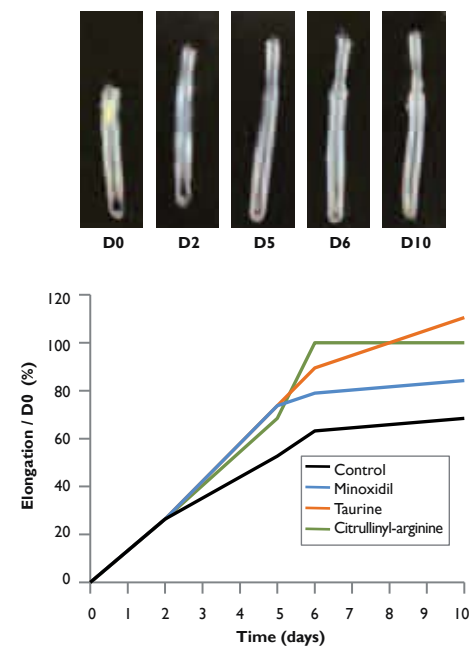 D0 D2 D5 D6 D10
120
100
80
60
40
20
0
Elongation / D0 (%)
Control
Minoxidil
Taurine
Citrullinyl-arginine
0 1 2 3 4 5 6 7 8 9 10
Time (days)